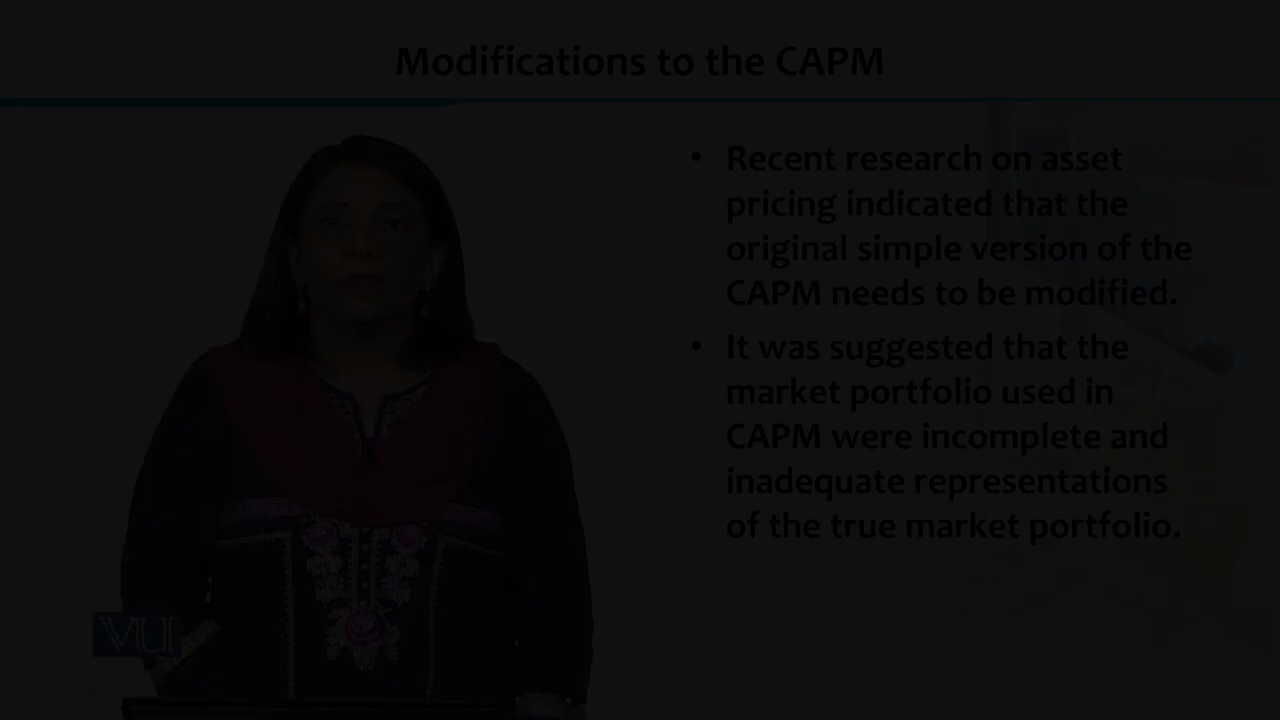 Modifications to the CAPM
• Recent research on asset
pricing indicated that the
original simple version of the
CAPM needs to be modified.
• It was suggested that the
market portfolio used in
CAPM were incomplete and
inadequate representations
of the true market portfolio.
VU